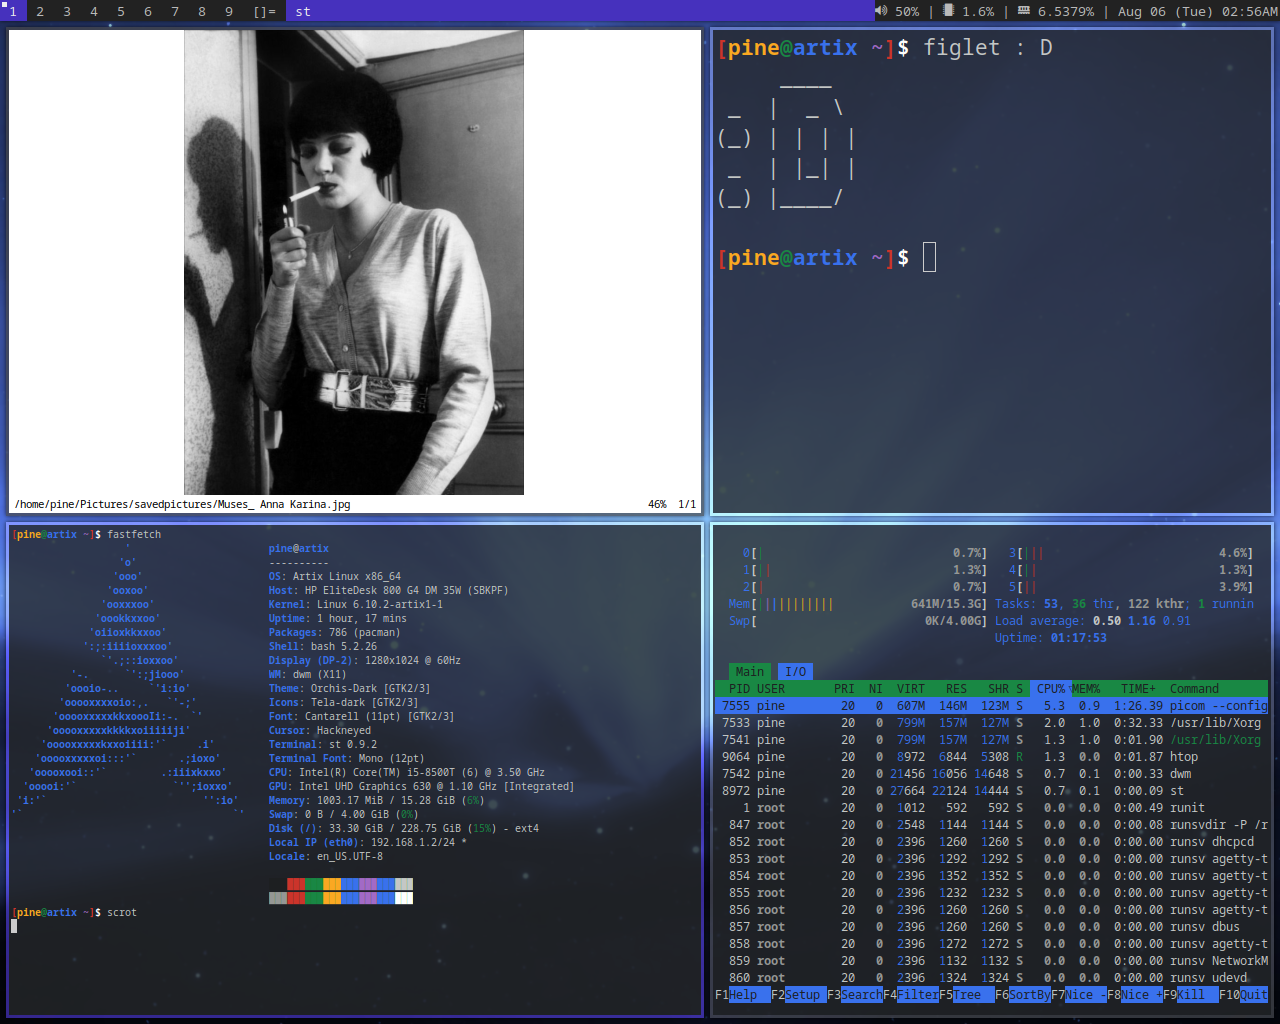 1 2 3 4 5 6 7 8 9 []= st 50% | 1.6% | 6.5379% | Aug 06 (Tue) 02:56AM
/home/pine/Pictures/savedpictures/Muses_ Anna Karina.jpg 46% 1/1
[pine@artix ~]$ figlet : D
[pine@artix ~]$
[pine@artix ~]$ fastfetch
pine@artix
----------
OS: Artix Linux x86_64
Host: HP EliteDesk 800 G4 DM 35W (SBKPF)
Kernel: Linux 6.10.2-artix1-1
Uptime: 1 hour, 17 mins
Packages: 786 (pacman)
Shell: bash 5.2.26
Display (DP-2): 1280x1024 @ 60Hz
WM: dwm (X11)
Theme: Orchis-Dark [GTK2/3]
Icons: Tela-dark [GTK2/3]
Font: Cantarell (11pt) [GTK2/3]
Cursor: Hackneyed
Terminal: st 0.9.2
Terminal Font: Mono (12pt)
CPU: Intel(R) Core(TM) i5-8500T (6) @ 3.50 GHz
GPU: Intel UHD Graphics 630 @ 1.10 GHz [Integrated]
Memory: 1003.17 MiB / 15.28 GiB (6%)
Swap: 0 B / 4.00 GiB (0%)
Disk (/): 33.30 GiB / 228.75 GiB (15%) - ext4
Local IP (eth0): 192.168.1.2/24 *
Locale: en_US.UTF-8
[pine@artix ~]$ scrot
0[| 0.7%] 3[||| 4.6%]
1[|| 1.3%] 4[|| 1.3%]
2[| 0.7%] 5[|| 3.9%]
Mem[||||||||||| 641M/15.3G] Tasks: 53, 36 thr, 122 kthr; 1 runnin
Swp[ 0K/4.00G] Load average: 0.50 1.16 0.91
Uptime: 01:17:53
Main I/O
PID USER PRI NI VIRT RES SHR S CPU% MEM% TIME+ Command
7555 pine 20 0 607M 146M 123M S 5.3 0.9 1:26.39 picom --config
7533 pine 20 0 799M 157M 127M S 2.0 1.0 0:32.33 /usr/lib/Xorg
7541 pine 20 0 799M 157M 127M S 1.3 1.0 0:01.90 /usr/lib/Xorg
9064 pine 20 0 8972 6844 5308 R 1.3 0.0 0:01.87 htop
7542 pine 20 0 21456 16056 14648 S 0.7 0.1 0:00.33 dwm
8972 pine 20 0 27664 22124 14444 S 0.7 0.1 0:00.09 st
1 root 20 0 1012 592 592 S 0.0 0.0 0:00.49 runit
847 root 20 0 2548 1144 1144 S 0.0 0.0 0:00.08 runsvdir -P /r
852 root 20 0 2396 1260 1260 S 0.0 0.0 0:00.00 runsv dhcpcd
853 root 20 0 2396 1292 1292 S 0.0 0.0 0:00.00 runsv agetty-t
854 root 20 0 2396 1352 1352 S 0.0 0.0 0:00.00 runsv agetty-t
855 root 20 0 2396 1232 1232 S 0.0 0.0 0:00.00 runsv agetty-t
856 root 20 0 2396 1260 1260 S 0.0 0.0 0:00.00 runsv agetty-t
857 root 20 0 2396 1260 1260 S 0.0 0.0 0:00.00 runsv dbus
858 root 20 0 2396 1272 1272 S 0.0 0.0 0:00.00 runsv agetty-t
859 root 20 0 2396 1132 1132 S 0.0 0.0 0:00.00 runsv NetworkM
860 root 20 0 2396 1324 1324 S 0.0 0.0 0:00.00 runsv udevd
F1Help F2Setup F3SearchF4FilterF5Tree F6SortByF7Nice -F8Nice +F9Kill F10Quit